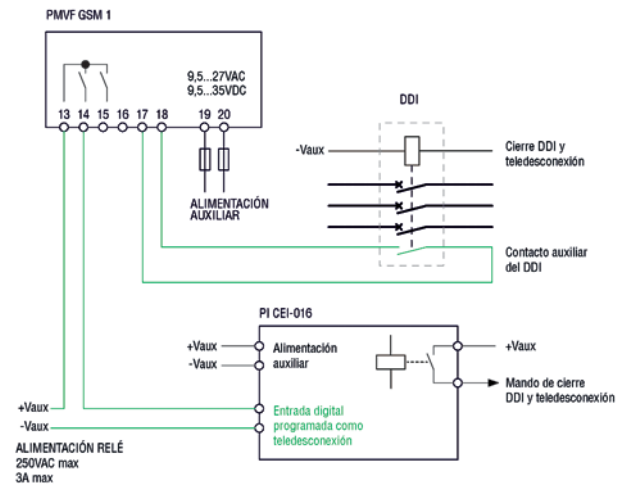 PMVF GSM 1
9,5...27VAC
9,5...35VDC
13 14 15 16 17 18 19 20
ALIMENTACIÓN
AUXILIAR
DDI
-Vaux
Cierre DDI y
teledesconexión
Contacto auxiliar
del DDI
PI CEI-016
+Vaux
-Vaux
Alimentación
auxiliar
+Vaux
Mando de cierre
DDI y teledesconexión
Entrada digital
programada como
teledesconexión
+Vaux
-Vaux
ALIMENTACIÓN RELÉ
250VAC max
3A max